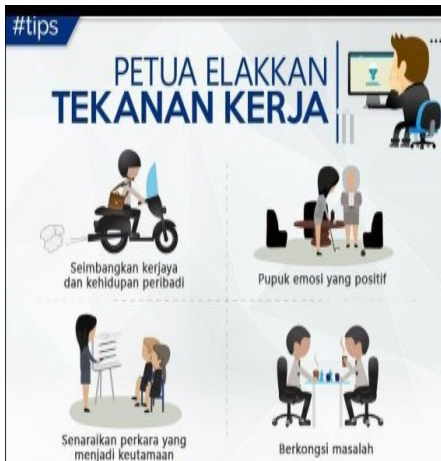 #tips
PETUA ELAKKAN
TEKANAN KERJA
Seimbangkan kerjaya
dan kehidupan peribadi
Pupuk emosi yang positif
Senaraikan perkara yang
menjadi keutamaan
Berkongsi masalah